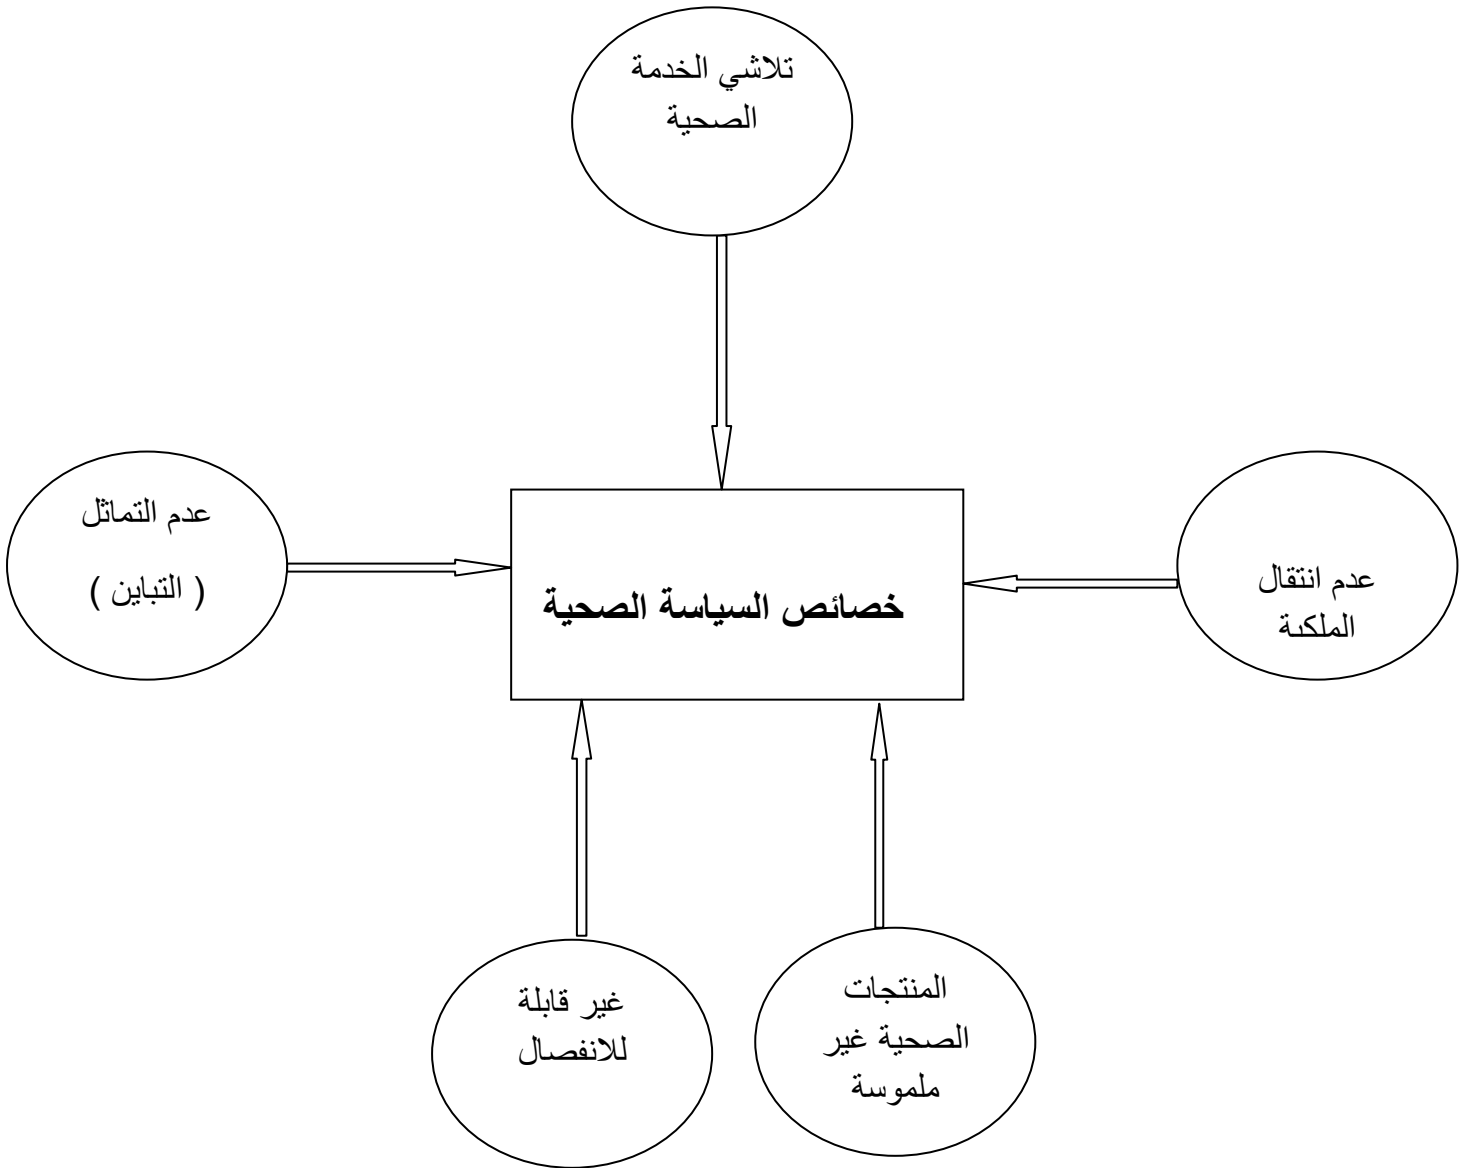 تلاشي الخدمة
الصحية
عدم التماثل
( التباين )
خصائص السياسة الصحية
عدم انتقال
الملكية
غير قابلة
للانفصال
المنتجات
الصحية غير
ملموسة